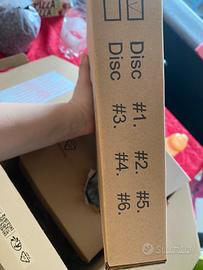 Disc #1. #2. #5.
Disc #3. #4. #6.
subito